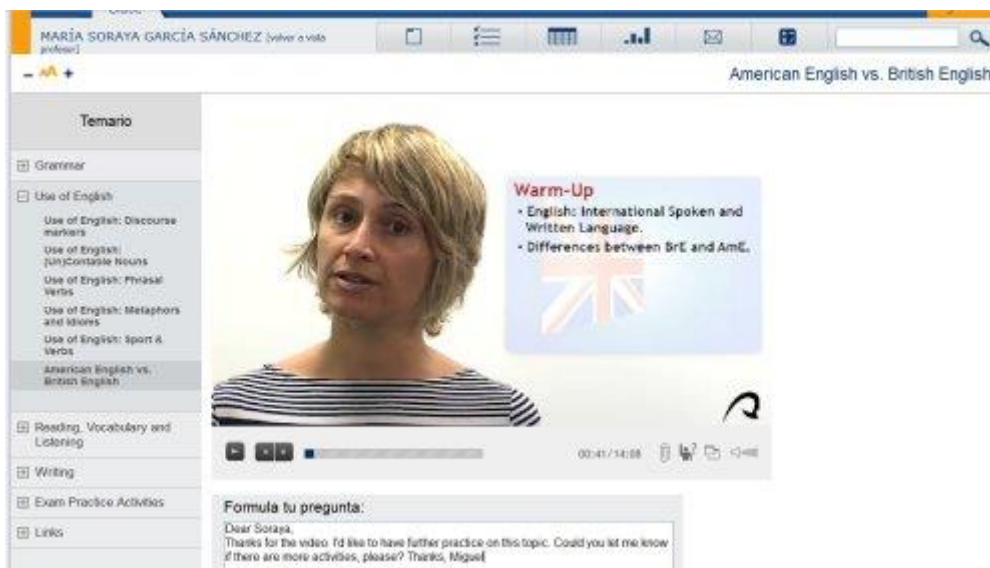 MARÍA SORAYA GARCÍA SÁNCHEZ [volver a vista
profesor]
American English vs. British English
Temario
Grammar
Use of English
Use of English: Discourse
markers
Use of English:
(Un)Contable Nouns
Use of English: Phrasal
Verbs
Use of English: Metaphors
and Idioms
Use of English: Sport &
Verbs
American English vs.
British English
Reading, Vocabulary and
Listening
Writing
Exam Practice Activities
Links
Warm-Up
• English: International Spoken and
Written Language.
• Differences between BrE and AmE.
00:41/14:08
Formula tu pregunta:
Dear Soraya,
Thanks for the video. I'd like to have further practice on this topic. Could you let me know
if there are more activities, please? Thanks, Miguel